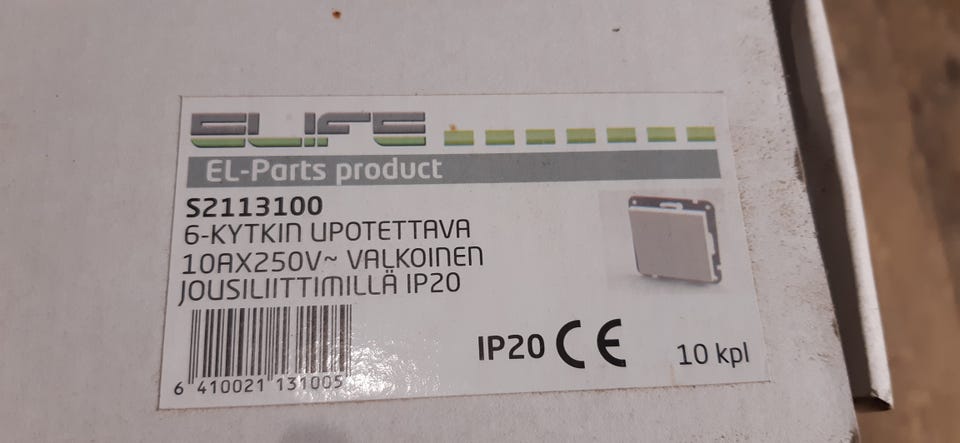 ELIFE
EL-Parts product
S2113100
6-KYTKIN UPOTETTAVA
10AX250V~ VALKOINEN
JOUSILIITTIMILLÄ IP20
IP20 CE
10 kpl
6 410021 131005